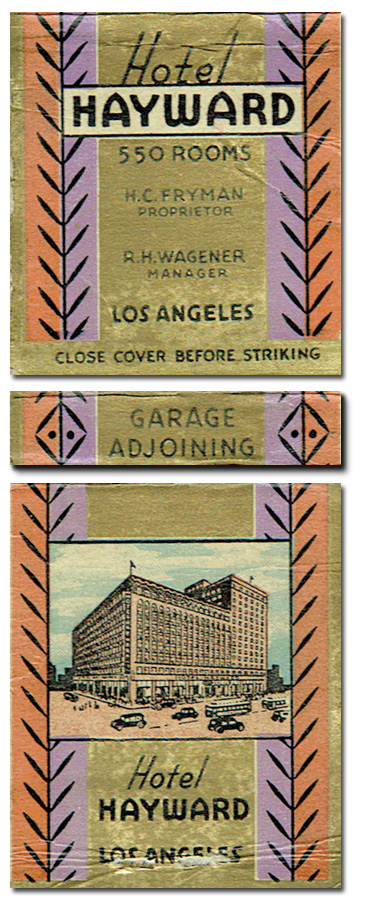 Hotel
HAYWARD
550 ROOMS
H.C. FRYMAN
PROPRIETOR
R.H. WAGENER
MANAGER
LOS ANGELES
CLOSE COVER BEFORE STRIKING
GARAGE
ADJOINING
Hotel
HAYWARD
LOS ANGELES